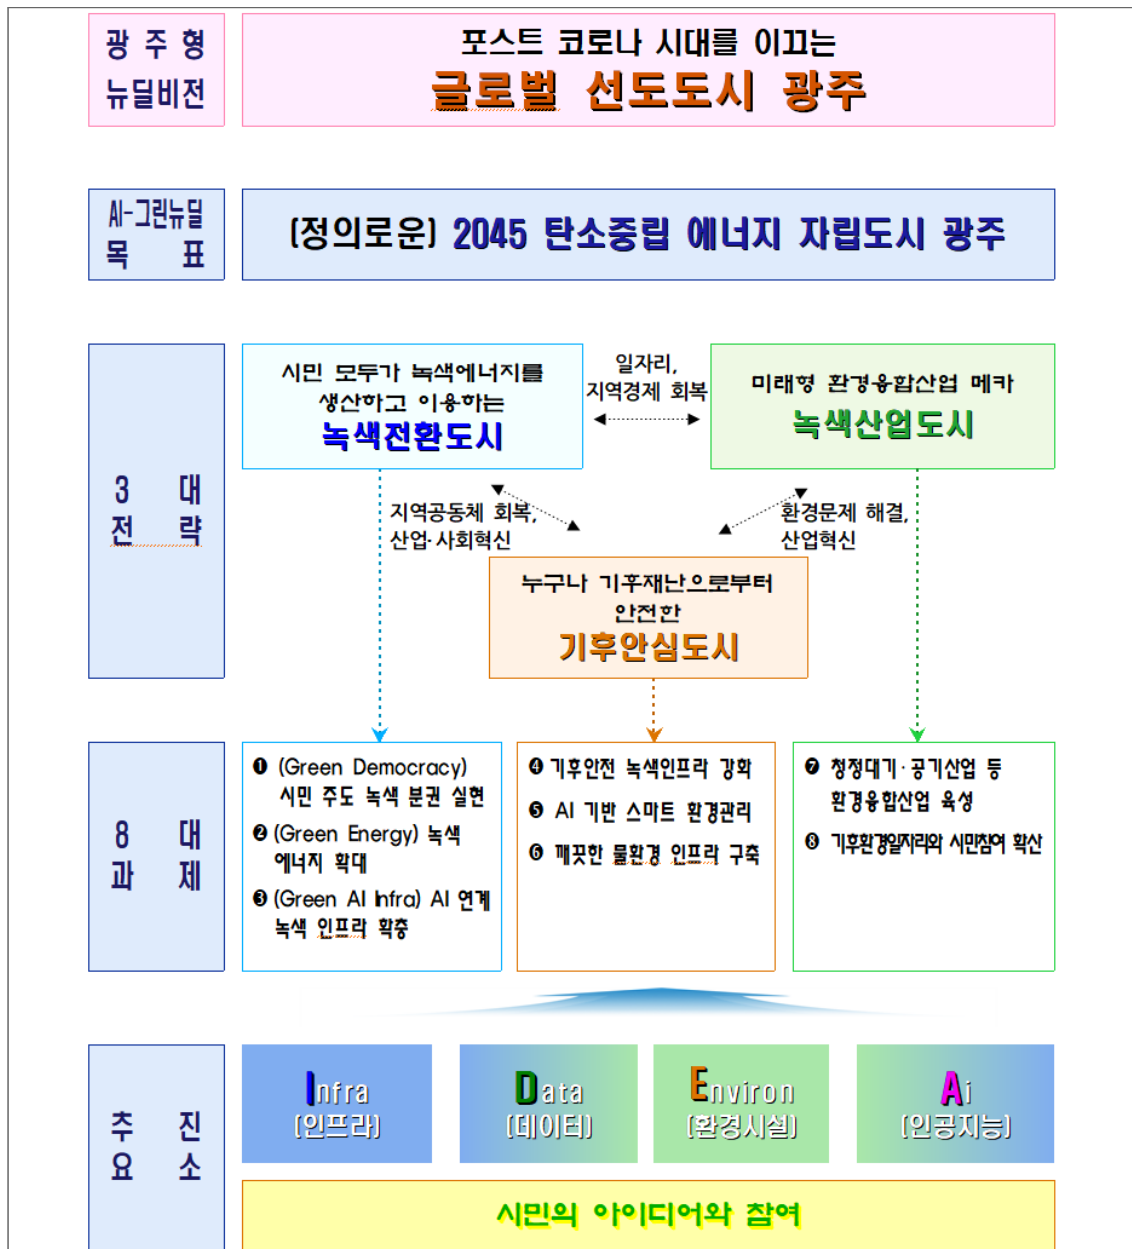 광 주 형
뉴딜비전
포스트 코로나 시대를 이끄는
글로벌 선도도시 광주
AI-그린뉴딜
목 표
(정의로운) 2045 탄소중립 에너지 자립도시 광주
3 대
전 략
시민 모두가 녹색에너지를
생산하고 이용하는
녹색전환도시
일자리,
지역경제 회복
미래형 환경융합산업 메카
녹색산업도시
지역공동체 회복,
산업·사회혁신
환경문제 해결,
산업혁신
누구나 기후재난으로부터
안전한
기후안심도시
8 대
과 제
❶ (Green Democracy)
시민 주도 녹색 분권 실현
❷ (Green Energy) 녹색
에너지 확대
❸ (Green AI Infra) AI 연계
녹색 인프라 확충
❹ 기후안전 녹색인프라 강화
❺ AI 기반 스마트 환경관리
❻ 깨끗한 물환경 인프라 구축
❼ 청정대기·공기산업 등
환경융합산업 육성
❽ 기후환경일자리와 시민참여 확산
추 진
요 소
Infra
(인프라)
Data
(데이터)
Environ
(환경시설)
Ai
(인공지능)
시민의 아이디어와 참여